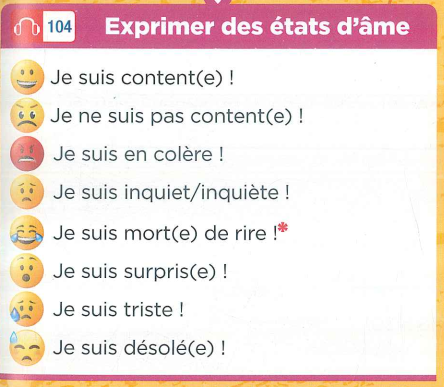 104 Exprimer des états d'âme
Je suis content(e) !
Je ne suis pas content(e) !
Je suis en colère !
Je suis inquiet/inquiète !
Je suis mort(e) de rire !*
Je suis surpris(e) !
Je suis triste !
Je suis désolé(e) !